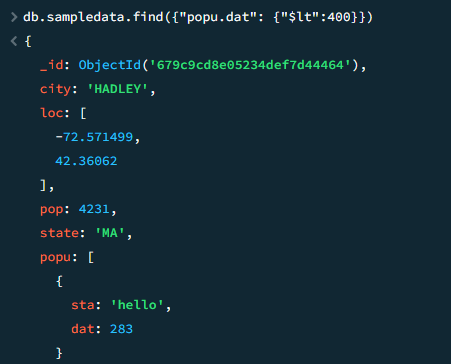 > db.sampledata.find({"popu.dat": {"$lt":400}})
< {
_id: ObjectId('679c9cd8e05234def7d44464'),
city: 'HADLEY',
loc: [
-72.571499,
42.36062
],
pop: 4231,
state: 'MA',
popu: [
{
sta: 'hello',
dat: 283
}